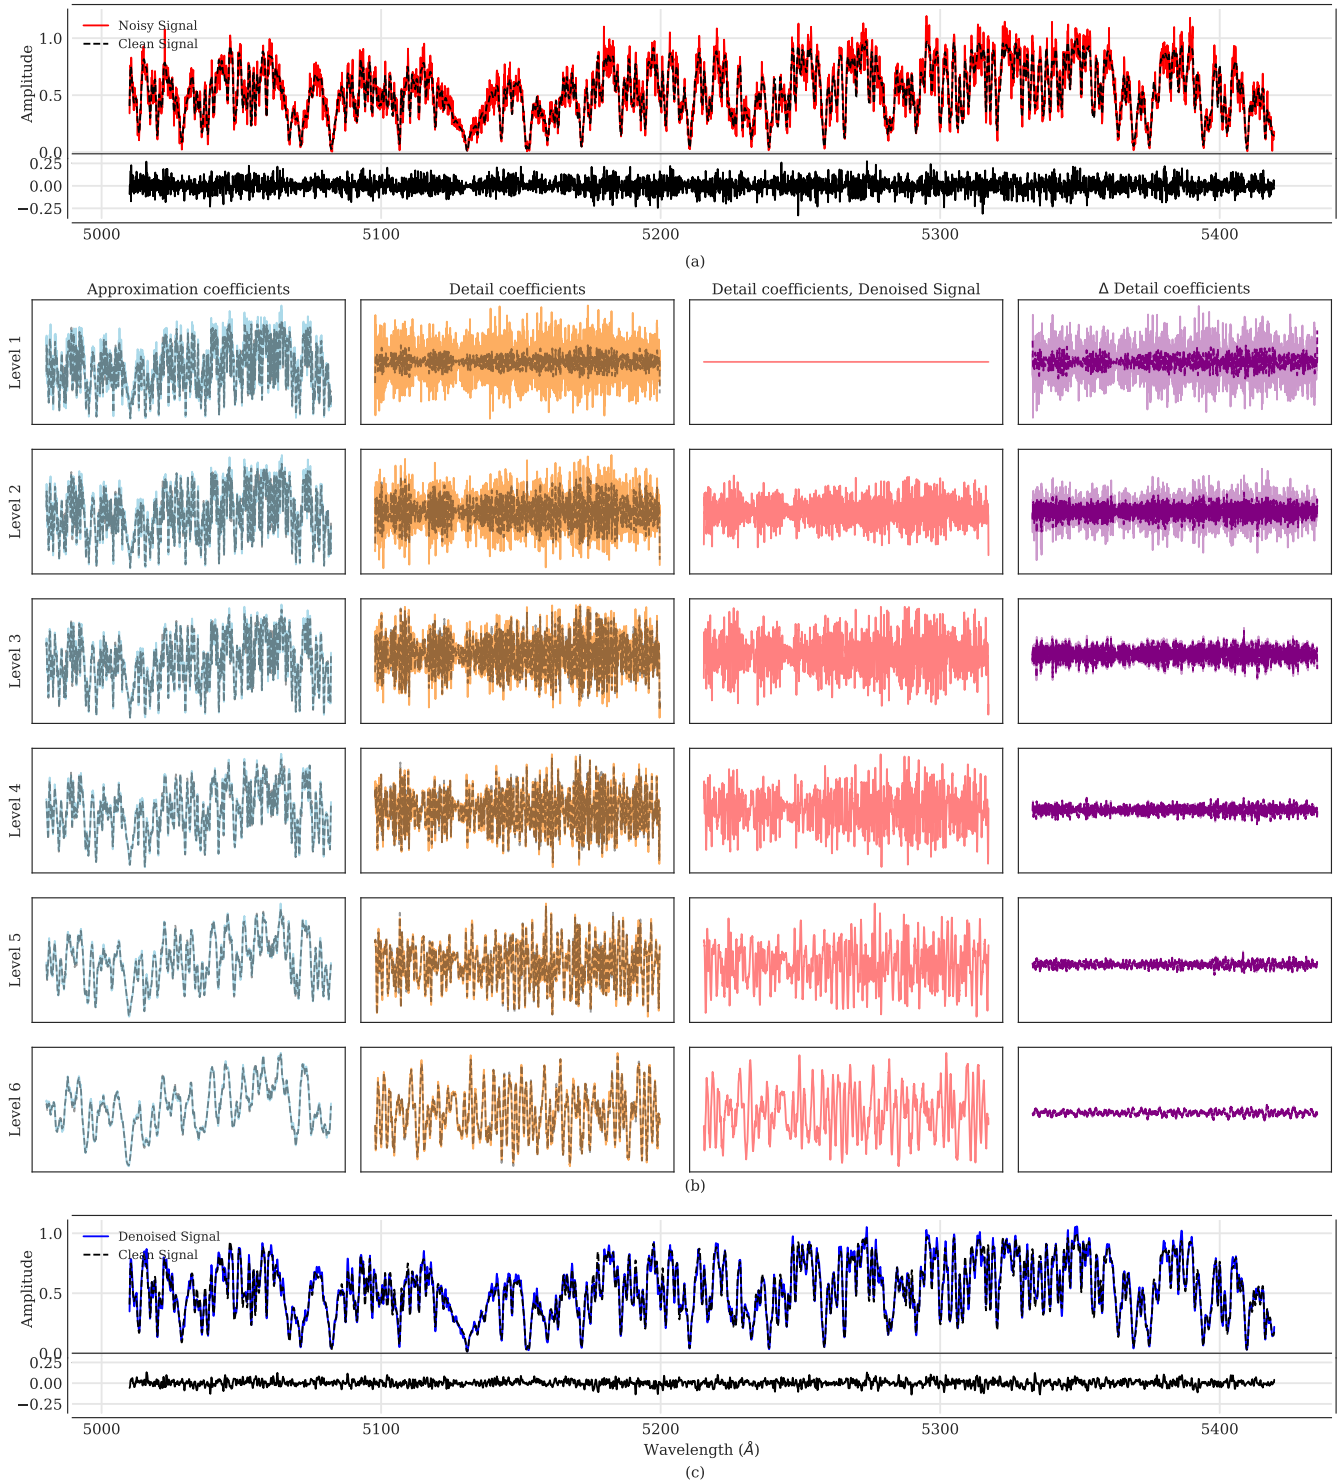 Noisy Signal
Clean Signal
Amplitude
1.0
0.5
0.0
0.25
0.00
−0.25
5000 5100 5200 5300 5400
(a)
Approximation coefficients Detail coefficients Detail coefficients, Denoised Signal Δ Detail coefficients
Level 1
Level 2
Level 3
Level 4
Level 5
Level 6
(b)
Denoised Signal
Clean Signal
Amplitude
1.0
0.5
0.0
0.25
0.00
−0.25
5000 5100 5200 5300 5400
Wavelength (Å)
(c)